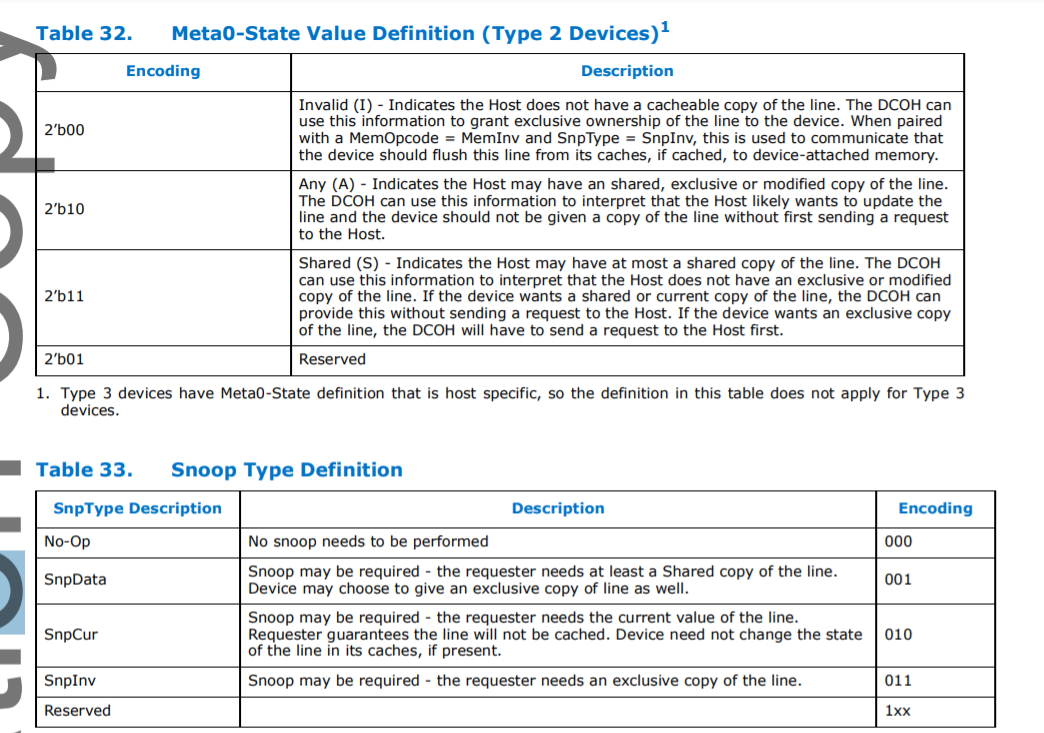 Table 32. Meta0-State Value Definition (Type 2 Devices)1
Encoding Description
2'b00
Invalid (I) - Indicates the Host does not have a cacheable copy of the line. The DCOH can
use this information to grant exclusive ownership of the line to the device. When paired
with a MemOpcode = MemInv and SnpType = SnpInv, this is used to communicate that
the device should flush this line from its caches, if cached, to device-attached memory.
2'b10
Any (A) - Indicates the Host may have an shared, exclusive or modified copy of the line.
The DCOH can use this information to interpret that the Host likely wants to update the
line and the device should not be given a copy of the line without first sending a request
to the Host.
2'b11
Shared (S) - Indicates the Host may have at most a shared copy of the line. The DCOH
can use this information to interpret that the Host does not have an exclusive or modified
copy of the line. If the device wants a shared or current copy of the line, the DCOH can
provide this without sending a request to the Host. If the device wants an exclusive copy
of the line, the DCOH will have to send a request to the Host first.
2'b01 Reserved
1. Type 3 devices have Meta0-State definition that is host specific, so the definition in this table does not apply for Type 3
devices.
Table 33. Snoop Type Definition
SnpType Description Description Encoding
No-Op No snoop needs to be performed 000
SnpData
Snoop may be required - the requester needs at least a Shared copy of the line.
Device may choose to give an exclusive copy of line as well.
001
SnpCur
Snoop may be required - the requester needs the current value of the line.
Requester guarantees the line will not be cached. Device need not change the state
of the line in its caches, if present.
010
SnpInv Snoop may be required - the requester needs an exclusive copy of the line. 011
Reserved 1xx